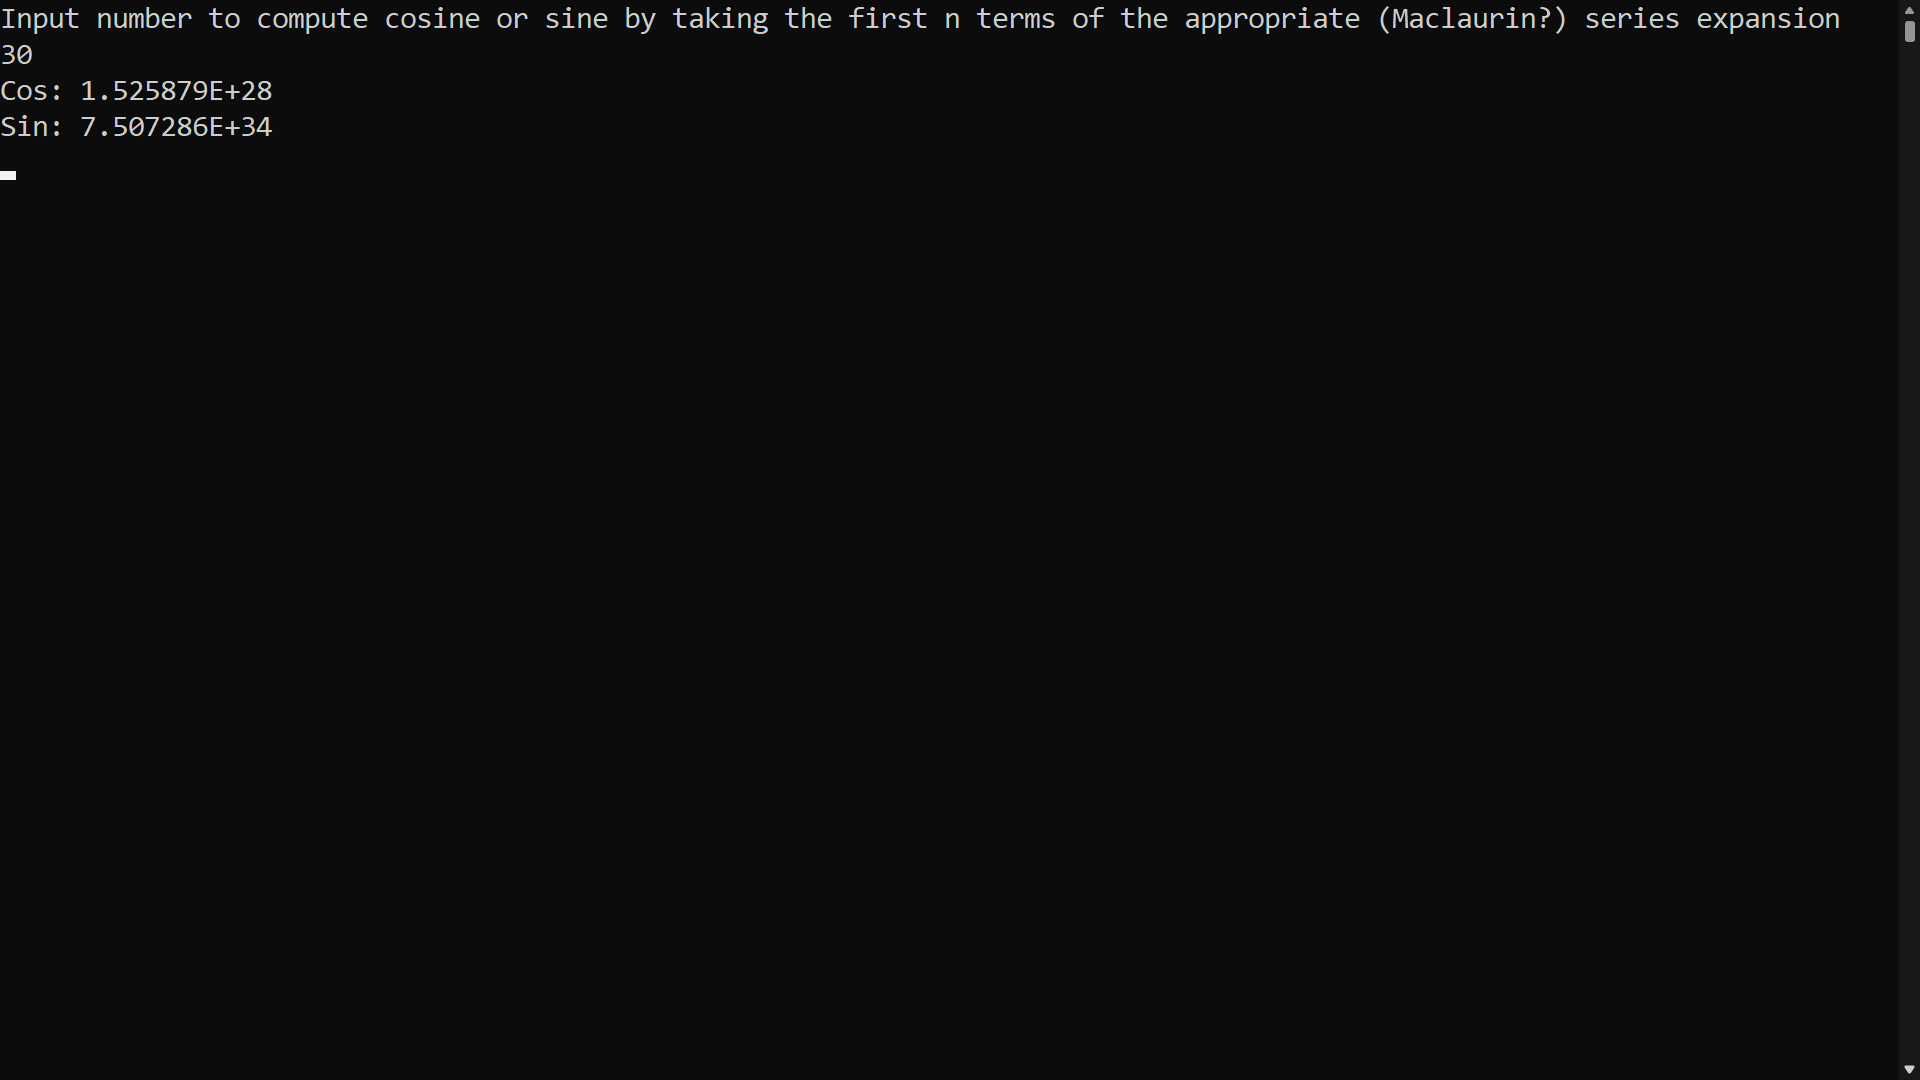 Input number to compute cosine or sine by taking the first n terms of the appropriate (Maclaurin?) series expansion
30
Cos: 1.525879E+28
Sin: 7.507286E+34